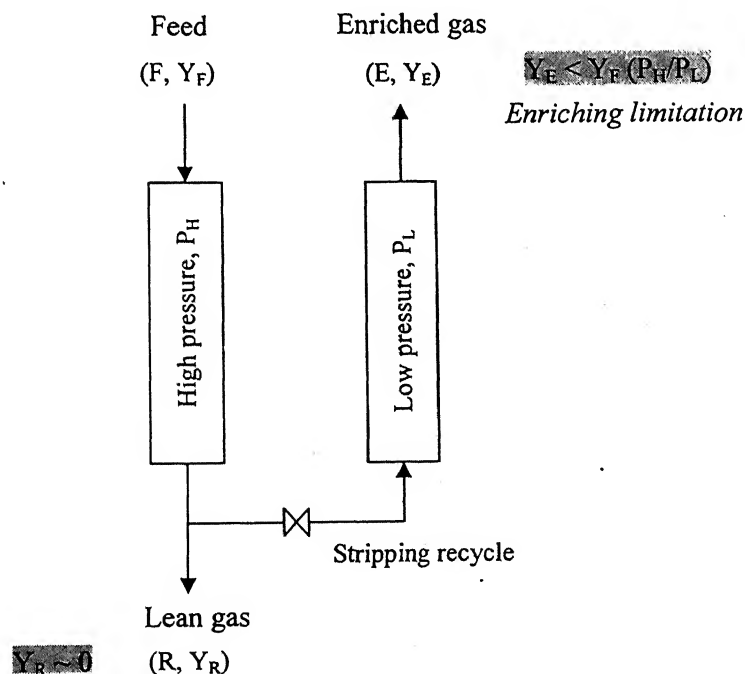 Feed
Enriched gas
(F, Y_F)
(E, Y_E)
Y_E < Y_F (P_H/P_L)
Enriching limitation
High pressure, P_H
Low pressure, P_L
Stripping recycle
Lean gas
Y_R ~ 0
(R, Y_R)